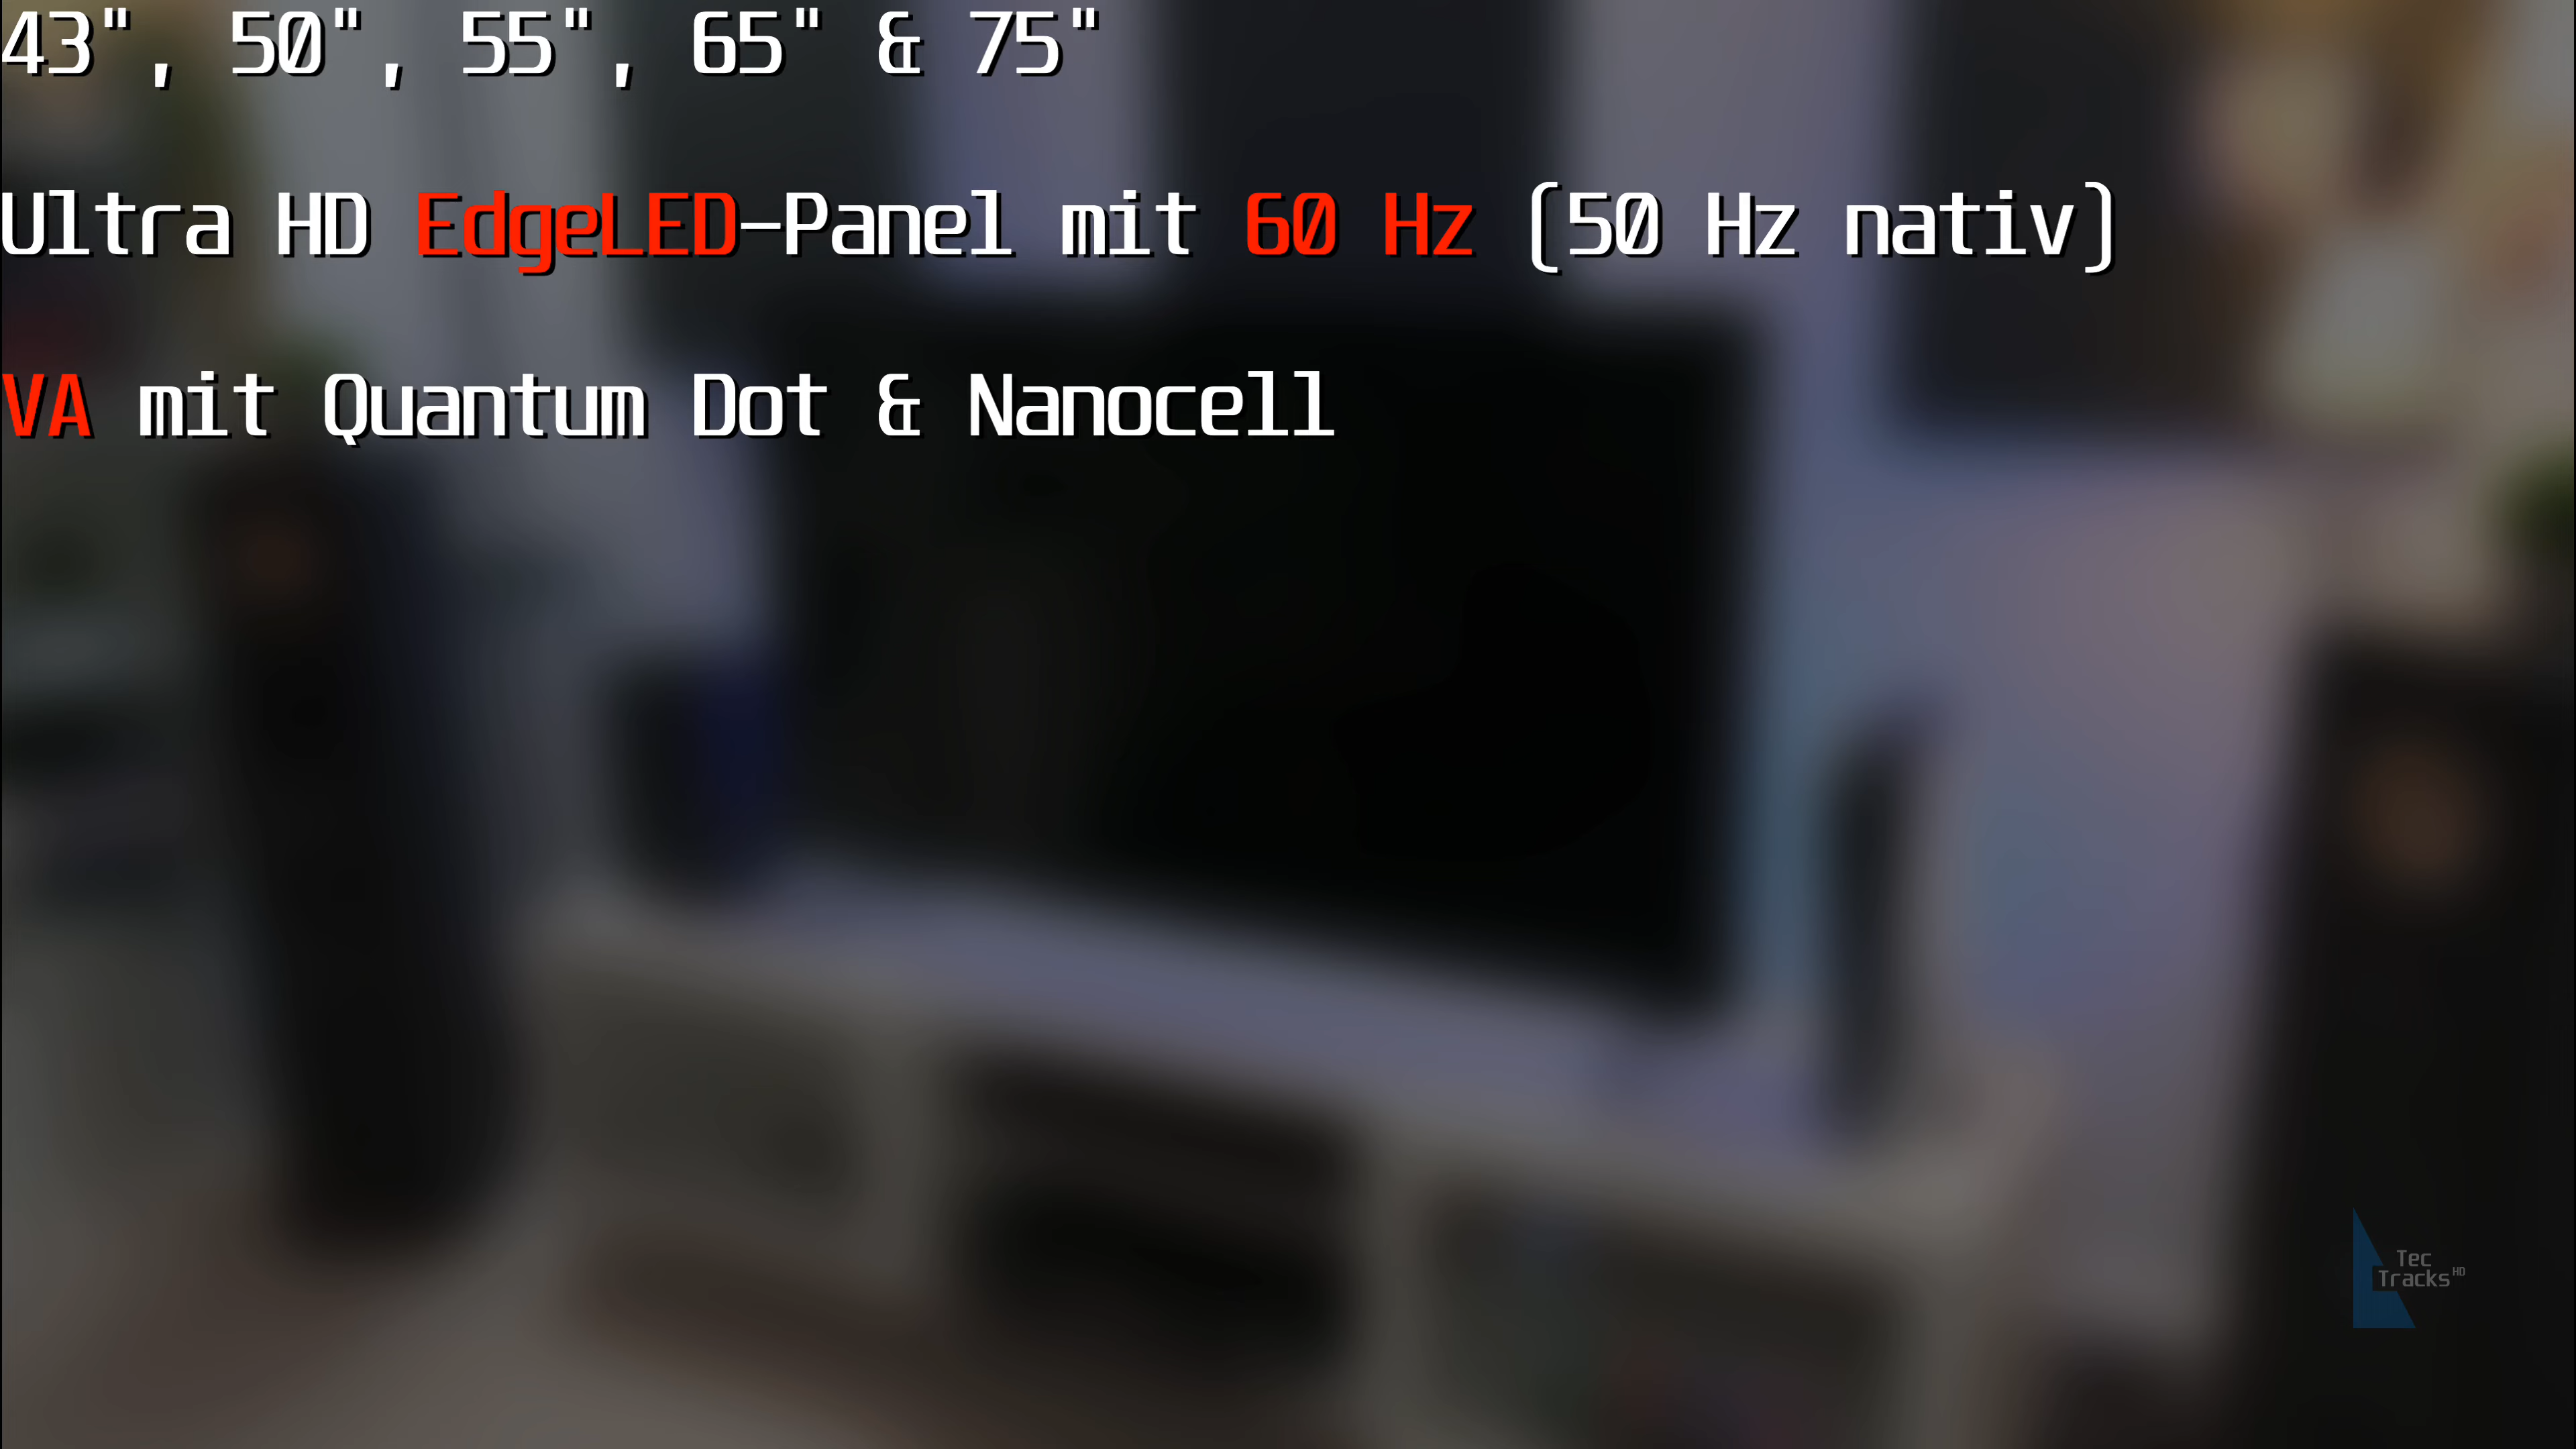 43", 50", 55", 65" & 75"
Ultra HD EdgeLED-Panel mit 60 Hz (50 Hz nativ)
VA mit Quantum Dot & Nanocell
Tec
Tracks HD